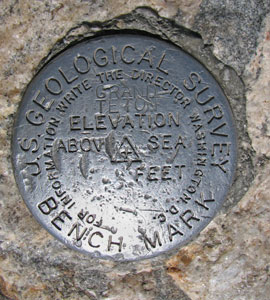 U.S. GEOLOGICAL SURVEY
FOR INFORMATION WRITE THE DIRECTOR WASHINGTON D.C.
GRAND
TETON
ELEVATION
ABOVE SEA
FEET
BENCH MARK